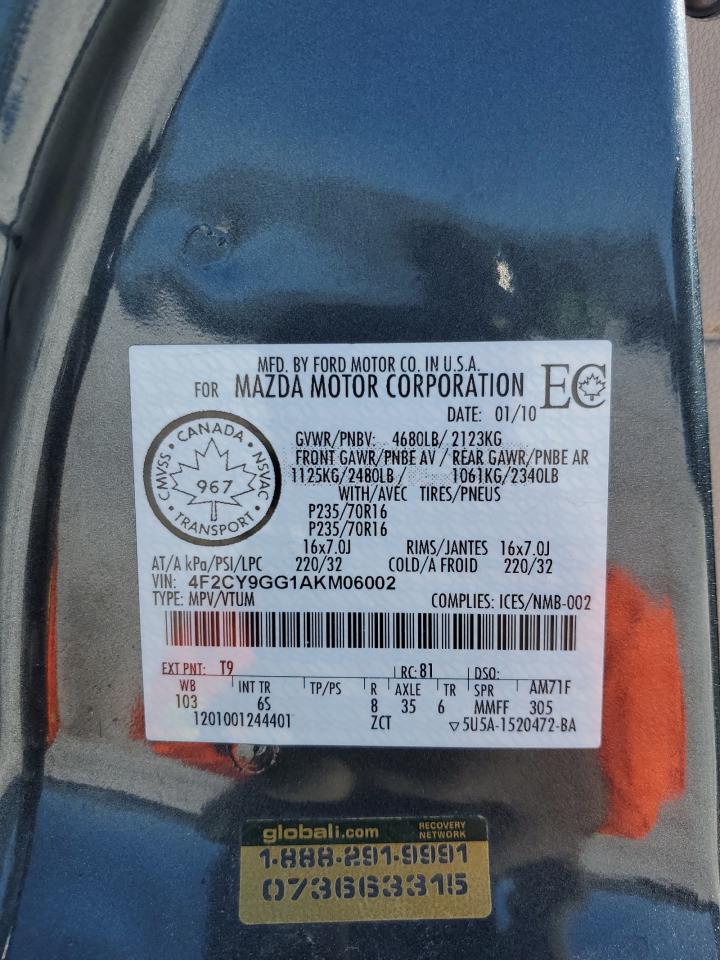 MFD. BY FORD MOTOR CO. IN U.S.A.
FOR MAZDA MOTOR CORPORATION
EC
DATE: 01/10
CANADA
CMVSS • NSVAC
967
TRANSPORT
GVWR/PNBV: 4680LB/ 2123KG
FRONT GAWR/PNBE AV / REAR GAWR/PNBE AR
1125KG/2480LB / 1061KG/2340LB
WITH/AVEC TIRES/PNEUS
P235/70R16
P235/70R16
16x7.0J RIMS/JANTES 16x7.0J
AT/A kPa/PSI/LPC 220/32 COLD/A FROID 220/32
VIN: 4F2CY9GG1AKM06002
TYPE: MPV/VTUM COMPLIES: ICES/NMB-002
EXT PNT: T9 RC: 81 DSO:
WB INT TR TP/PS R AXLE TR SPR AM71F
103 6S 8 35 6 MMFF 305
1201001244401 ZCT ▽5U5A-1520472-BA
globali.com RECOVERY NETWORK
1-888-291-9991
073663315